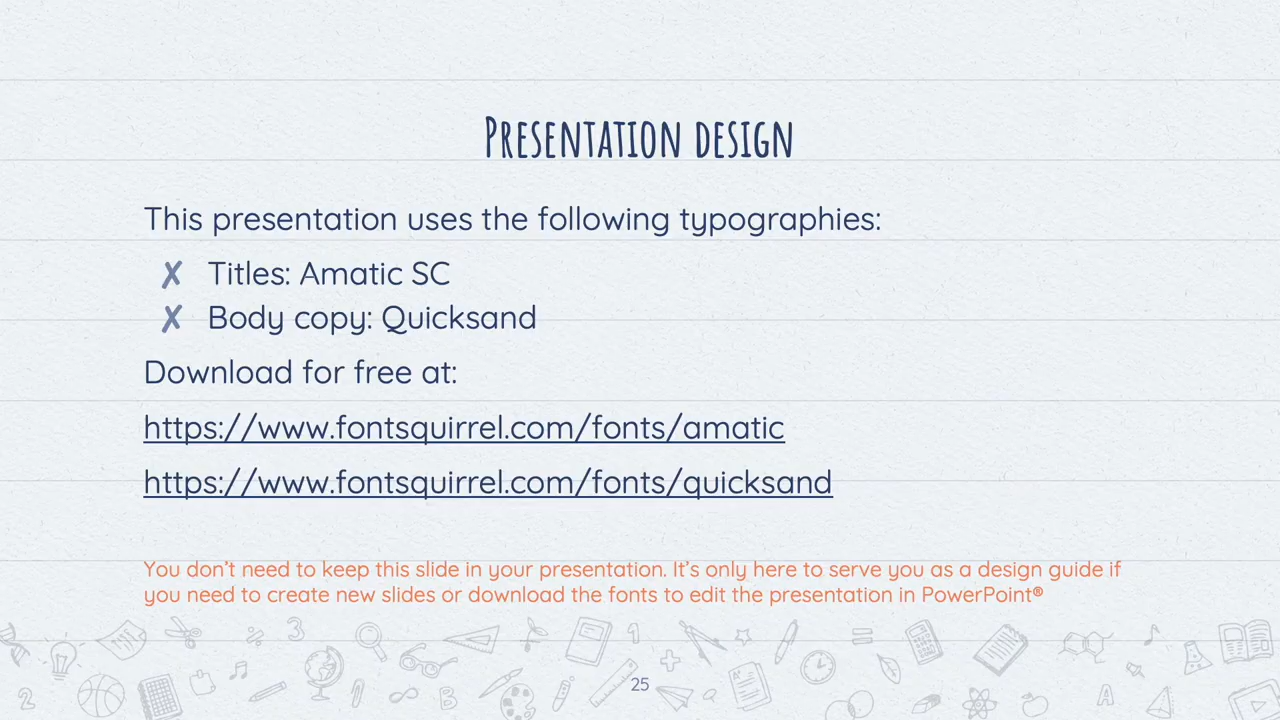 Presentation design
This presentation uses the following typographies:
✘ Titles: Amatic SC
✘ Body copy: Quicksand
Download for free at:
https://www.fontsquirrel.com/fonts/amatic
https://www.fontsquirrel.com/fonts/quicksand
You don’t need to keep this slide in your presentation. It’s only here to serve you as a design guide if
you need to create new slides or download the fonts to edit the presentation in PowerPoint®
25